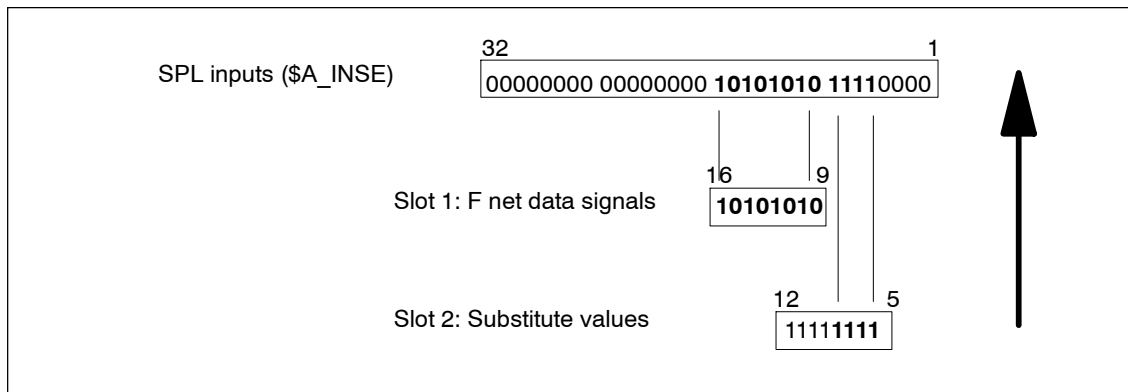 32 1
SPL inputs ($A_INSE)
00000000 00000000 10101010 11110000
16 9
Slot 1: F net data signals
10101010
12 5
Slot 2: Substitute values
11111111